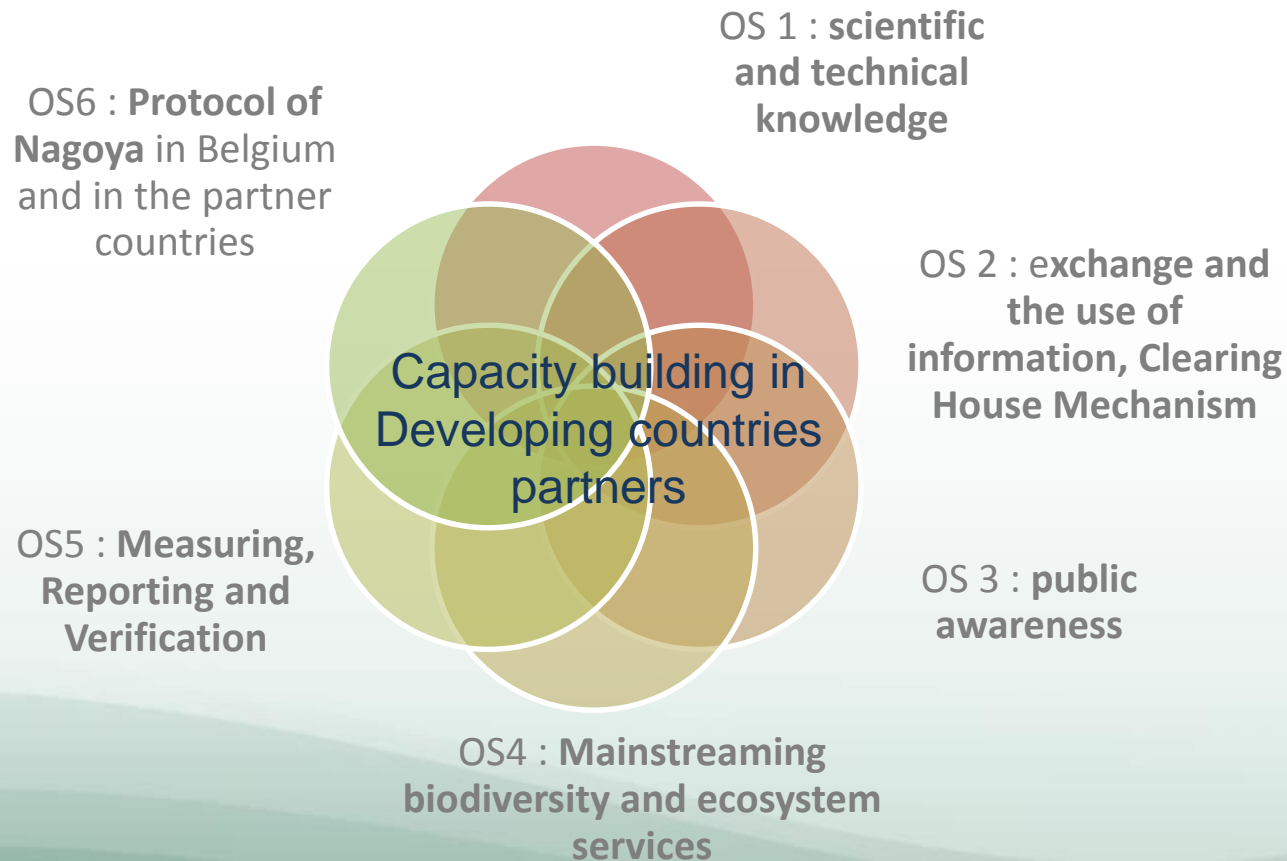 OS 1 : scientific
and technical
knowledge
OS 2 : exchange and
the use of
information, Clearing
House Mechanism
OS 3 : public
awareness
OS4 : Mainstreaming
biodiversity and ecosystem
services
OS5 : Measuring,
Reporting and
Verification
OS6 : Protocol of
Nagoya in Belgium
and in the partner
countries
Capacity building in
Developing countries
partners